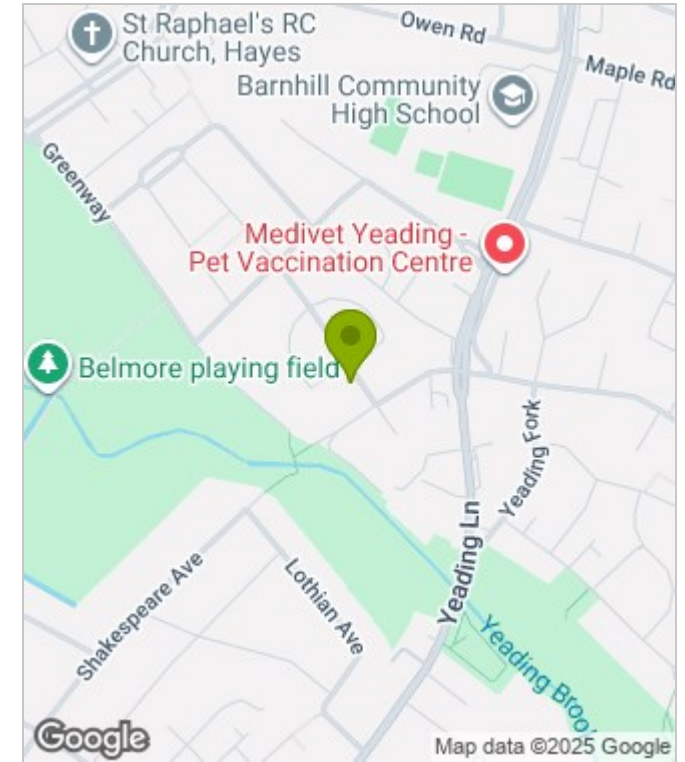 St Raphael's RC
Church, Hayes
Owen Rd
Maple Rd
Barnhill Community
High School
Greenway
Medivet Yeading -
Pet Vaccination Centre
Belmore playing field
Yeading Fork
Yeading Ln
Shakespeare Ave
Lothian Ave
Yeading Broo
Google
Map data ©2025 Google